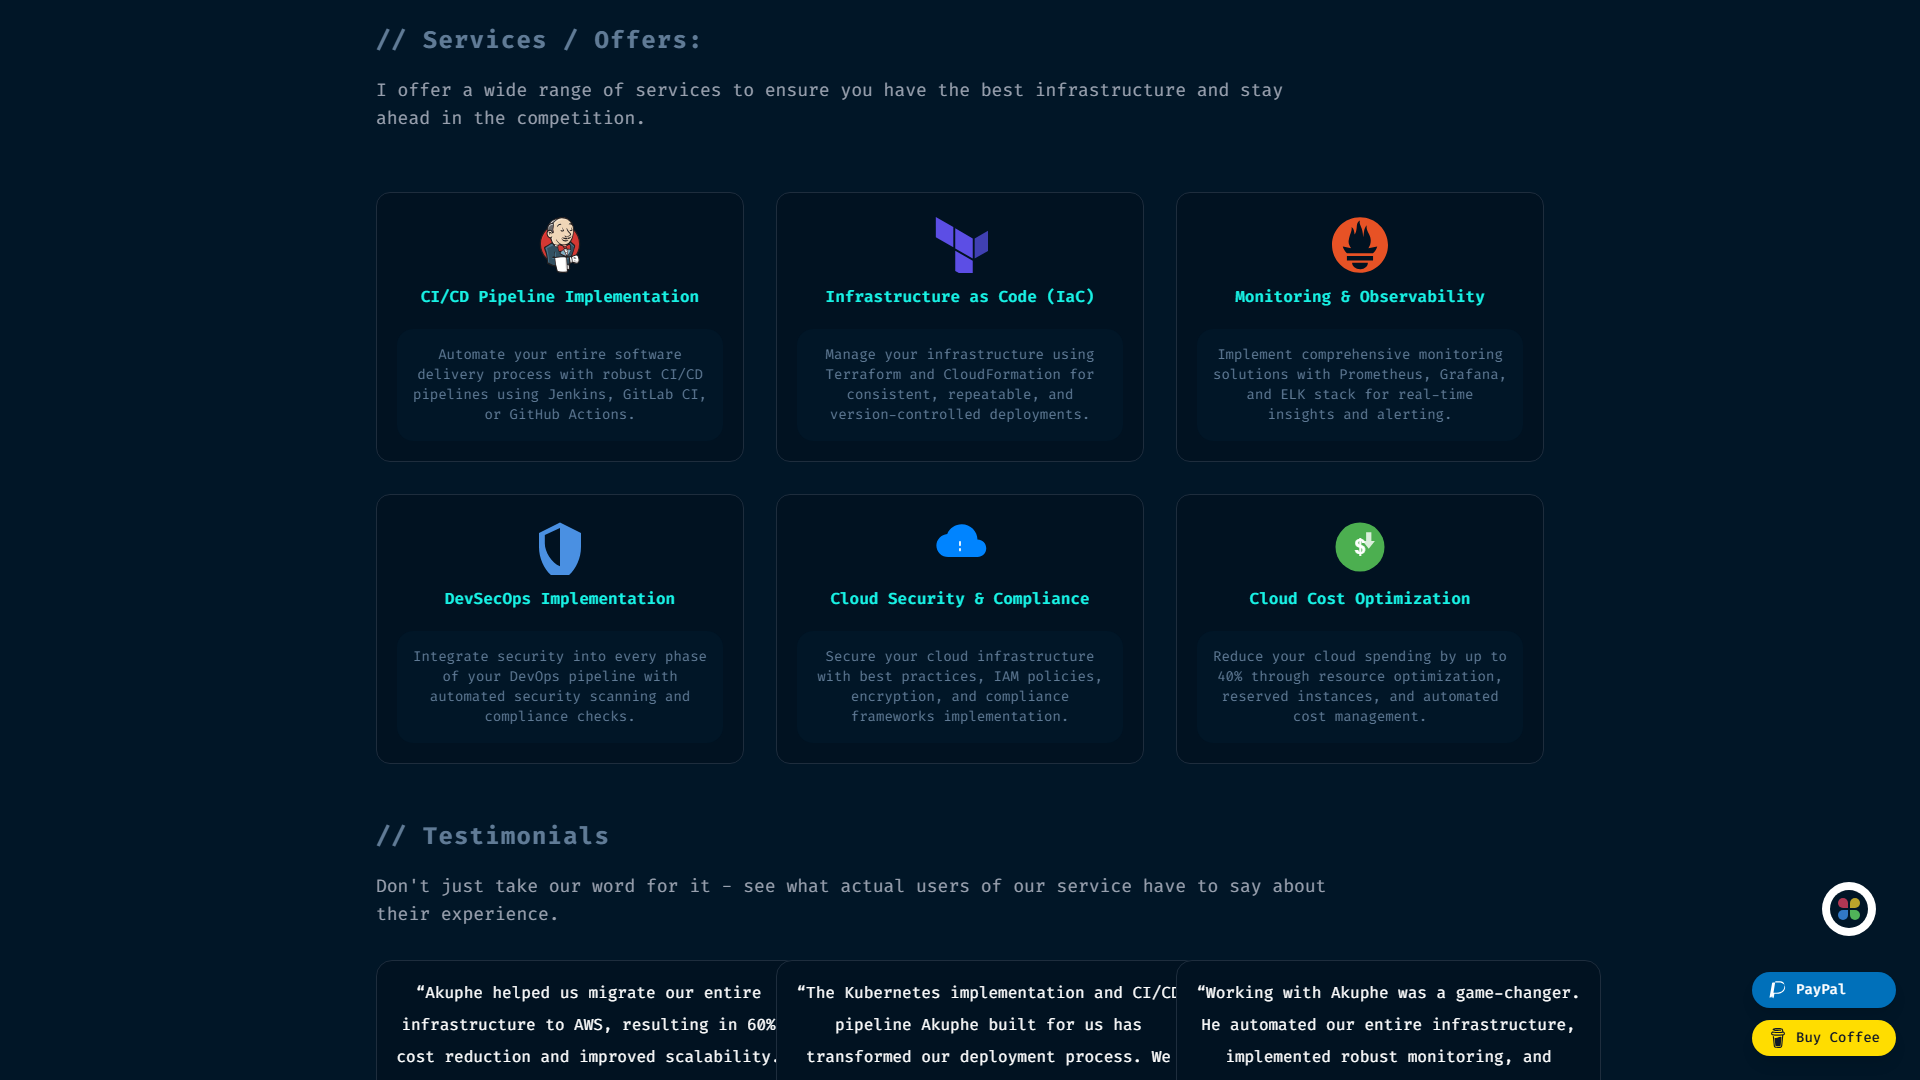 // Services / Offers:
I offer a wide range of services to ensure you have the best infrastructure and stay
ahead in the competition.
CI/CD Pipeline Implementation
Automate your entire software
delivery process with robust CI/CD
pipelines using Jenkins, GitLab CI,
or GitHub Actions.
Infrastructure as Code (IaC)
Manage your infrastructure using
Terraform and CloudFormation for
consistent, repeatable, and
version-controlled deployments.
Monitoring & Observability
Implement comprehensive monitoring
solutions with Prometheus, Grafana,
and ELK stack for real-time
insights and alerting.
DevSecOps Implementation
Integrate security into every phase
of your DevOps pipeline with
automated security scanning and
compliance checks.
Cloud Security & Compliance
Secure your cloud infrastructure
with best practices, IAM policies,
encryption, and compliance
frameworks implementation.
$
Cloud Cost Optimization
Reduce your cloud spending by up to
40% through resource optimization,
reserved instances, and automated
cost management.
// Testimonials
Don't just take our word for it - see what actual users of our service have to say about
their experience.
“Akuphe helped us migrate our entire
infrastructure to AWS, resulting in 60%
cost reduction and improved scalability.
“The Kubernetes implementation and CI/CD
pipeline Akuphe built for us has
transformed our deployment process. We
“Working with Akuphe was a game-changer.
He automated our entire infrastructure,
implemented robust monitoring, and
PayPal
Buy Coffee